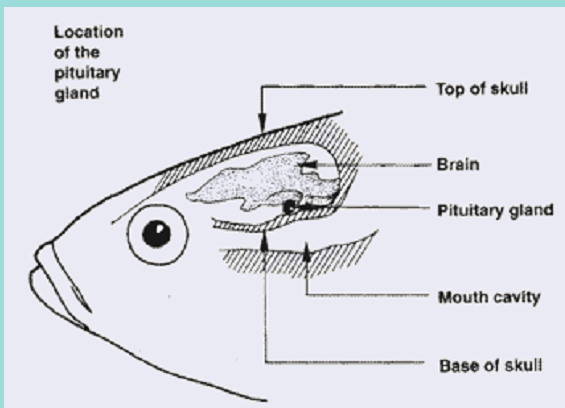 Location
of the
pituitary
gland
Top of skull
Brain
Pituitary gland
Mouth cavity
Base of skull